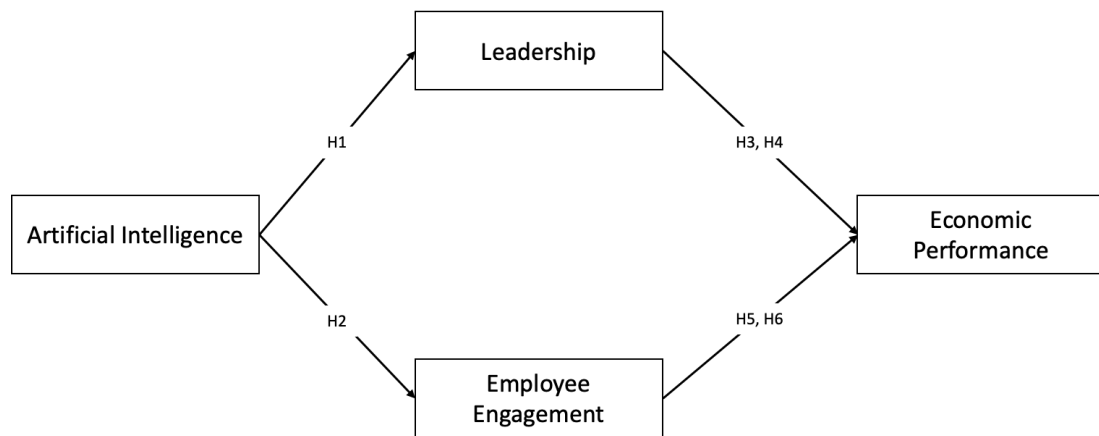 Leadership
H1
H3, H4
Artificial Intelligence
Economic
Performance
H2
H5, H6
Employee
Engagement